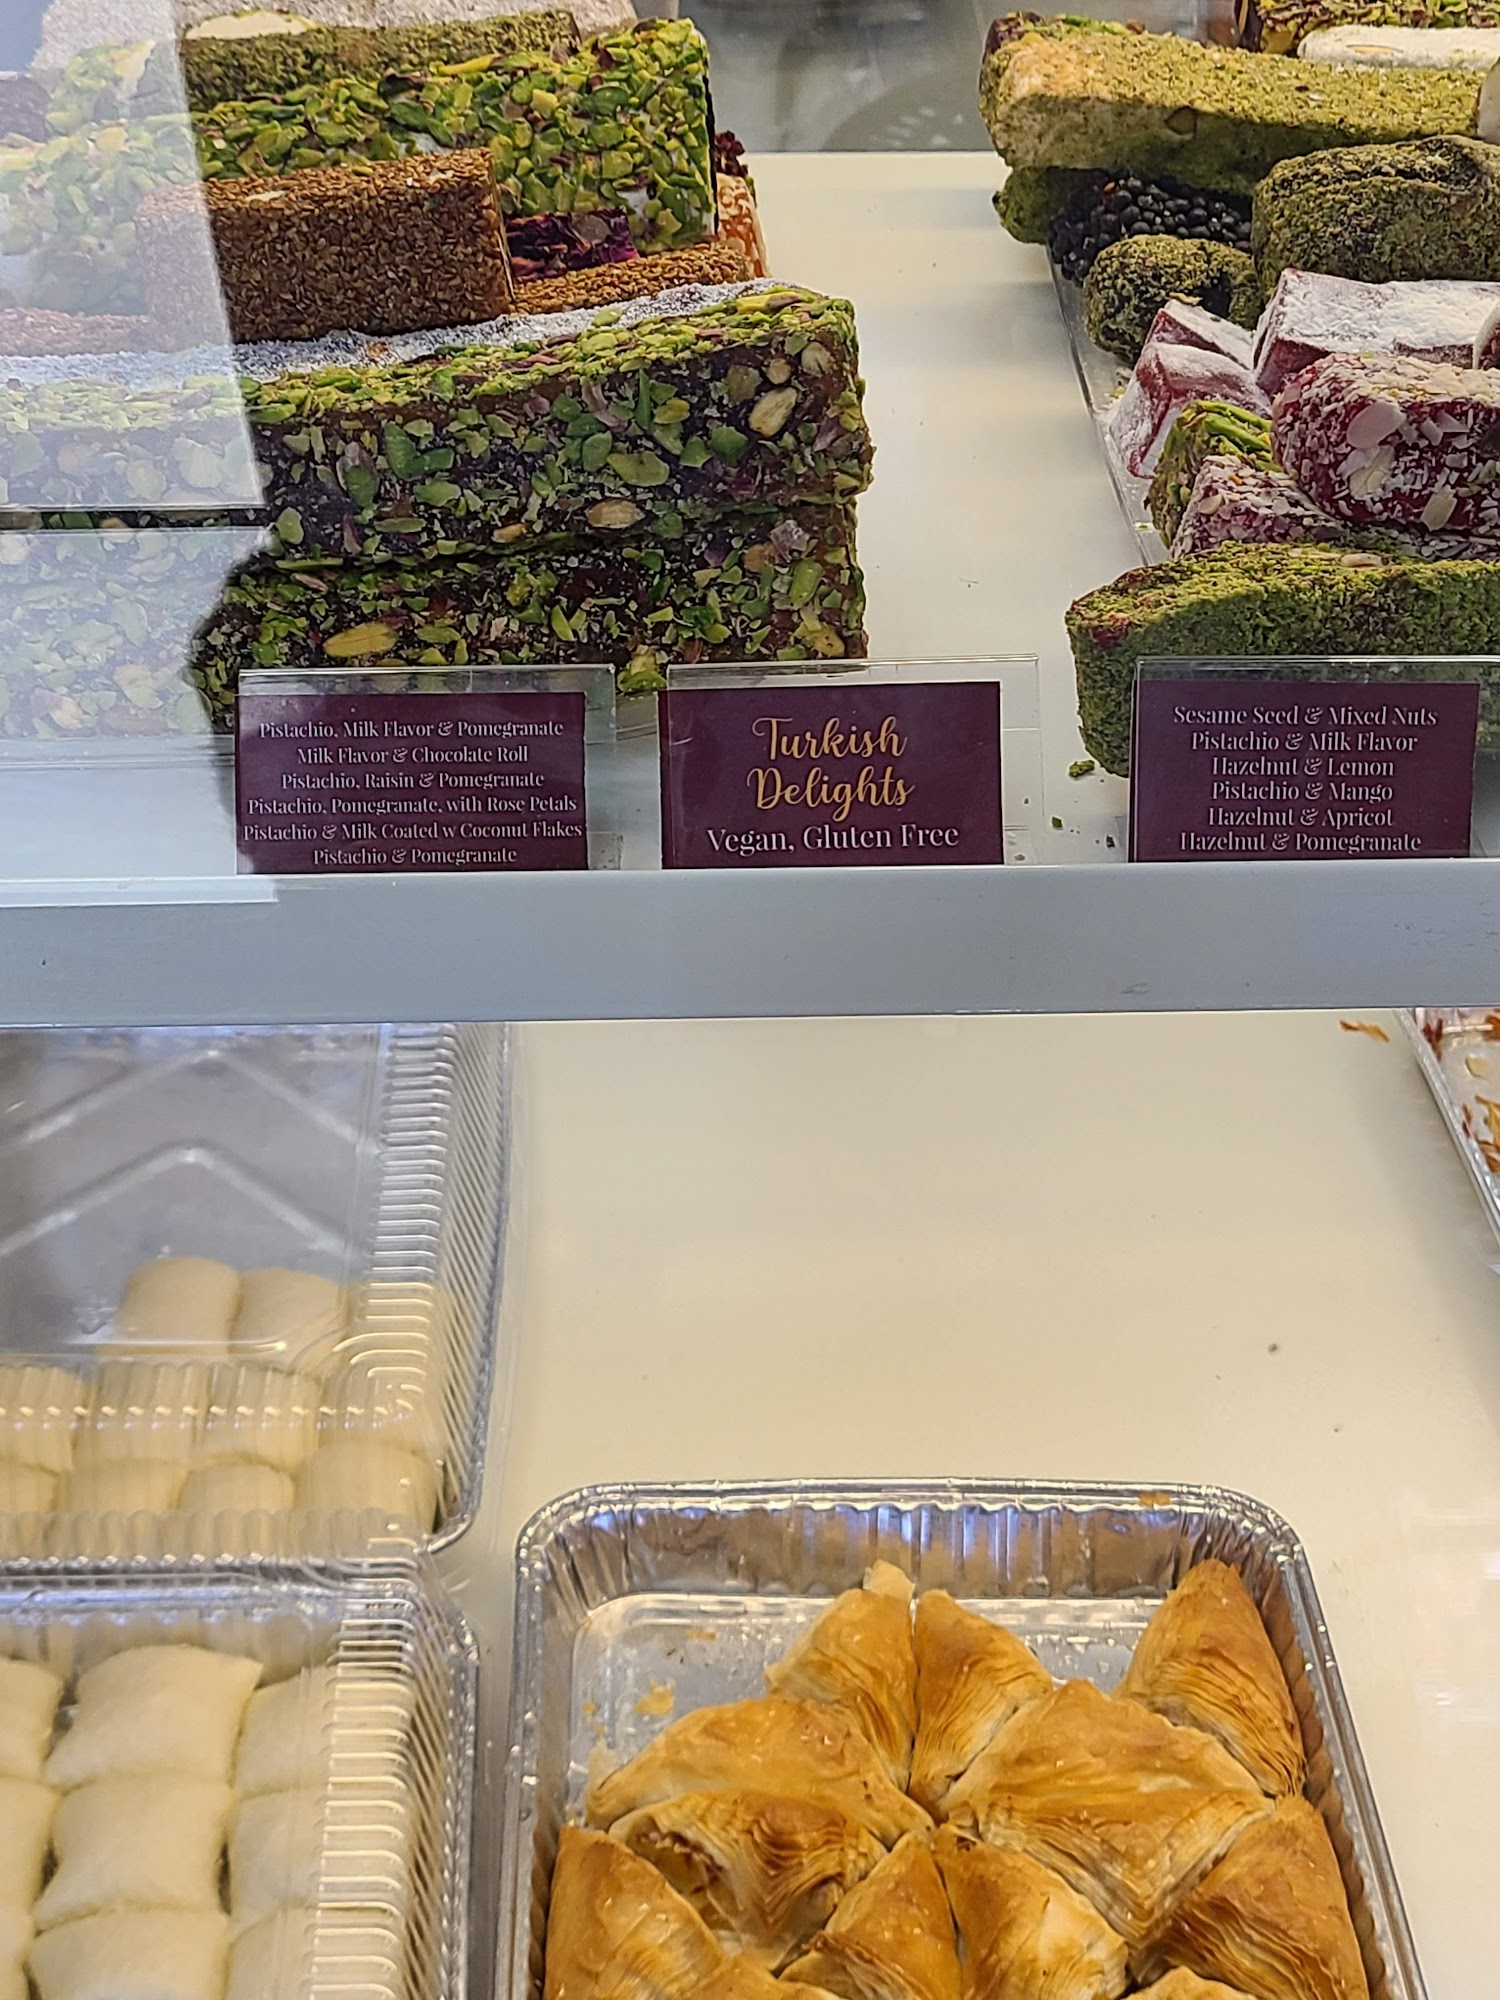 Pistachio, Milk Flavor & Pomegranate
Milk Flavor & Chocolate Roll
Pistachio, Raisin & Pomegranate
Pistachio, Pomegranate, with Rose Petals
Pistachio & Milk Coated w Coconut Flakes
Pistachio & Pomegranate
Turkish
Delights
Vegan, Gluten Free
Sesame Seed & Mixed Nuts
Pistachio & Milk Flavor
Hazelnut & Lemon
Pistachio & Mango
Hazelnut & Apricot
Hazelnut & Pomegranate